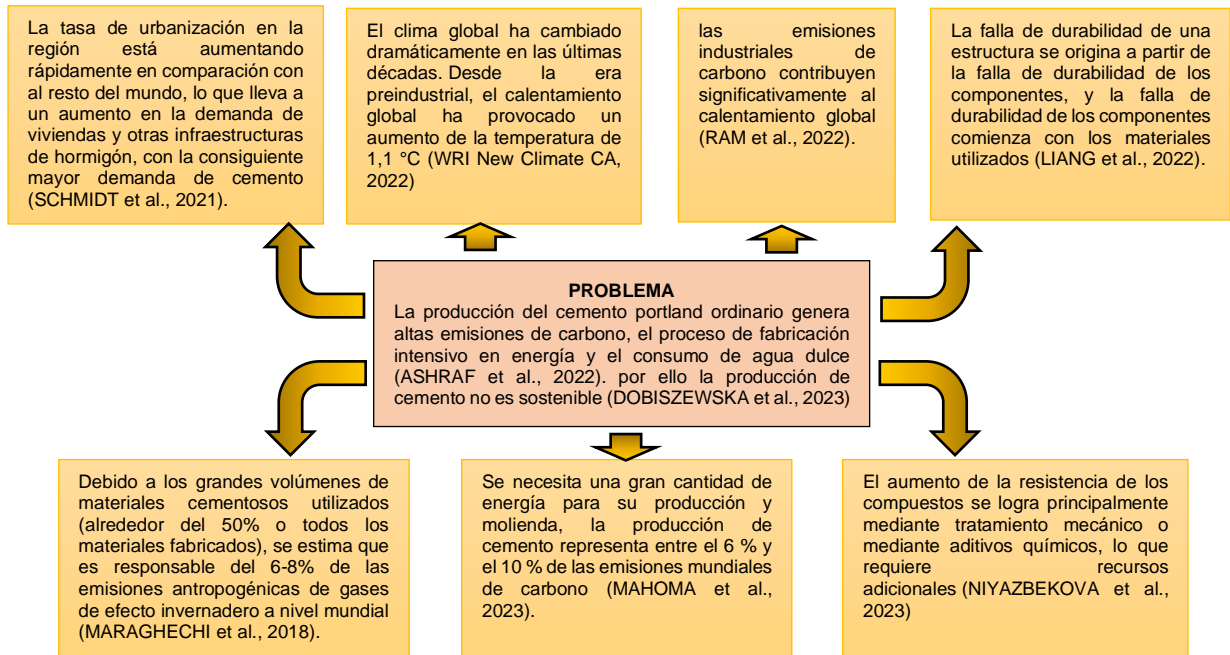 La tasa de urbanización en la
región está aumentando
rápidamente en comparación con
al resto del mundo, lo que lleva a
un aumento en la demanda de
viviendas y otras infraestructuras
de hormigón, con la consiguiente
mayor demanda de cemento
(SCHMIDT et al., 2021).
El clima global ha cambiado
dramáticamente en las últimas
décadas. Desde la era
preindustrial, el calentamiento
global ha provocado un
aumento de la temperatura de
1,1 °C (WRI New Climate CA,
2022)
las emisiones
industriales de
carbono contribuyen
significativamente al
calentamiento global
(RAM et al., 2022).
La falla de durabilidad de una
estructura se origina a partir de
la falla de durabilidad de los
componentes, y la falla de
durabilidad de los componentes
comienza con los materiales
utilizados (LIANG et al., 2022).
PROBLEMA
La producción del cemento portland ordinario genera
altas emisiones de carbono, el proceso de fabricación
intensivo en energía y el consumo de agua dulce
(ASHRAF et al., 2022). por ello la producción de
cemento no es sostenible (DOBISZEWSKA et al., 2023)
Debido a los grandes volúmenes de
materiales cementosos utilizados
(alrededor del 50% o todos los
materiales fabricados), se estima que
es responsable del 6-8% de las
emisiones antropogénicas de gases
de efecto invernadero a nivel mundial
(MARAGHECHI et al., 2018).
Se necesita una gran cantidad de
energía para su producción y
molienda, la producción de
cemento representa entre el 6 % y
el 10 % de las emisiones mundiales
de carbono (MAHOMA et al.,
2023).
El aumento de la resistencia de los
compuestos se logra principalmente
mediante tratamiento mecánico o
mediante aditivos químicos, lo que
requiere recursos
adicionales (NIYAZBEKOVA et al.,
2023)